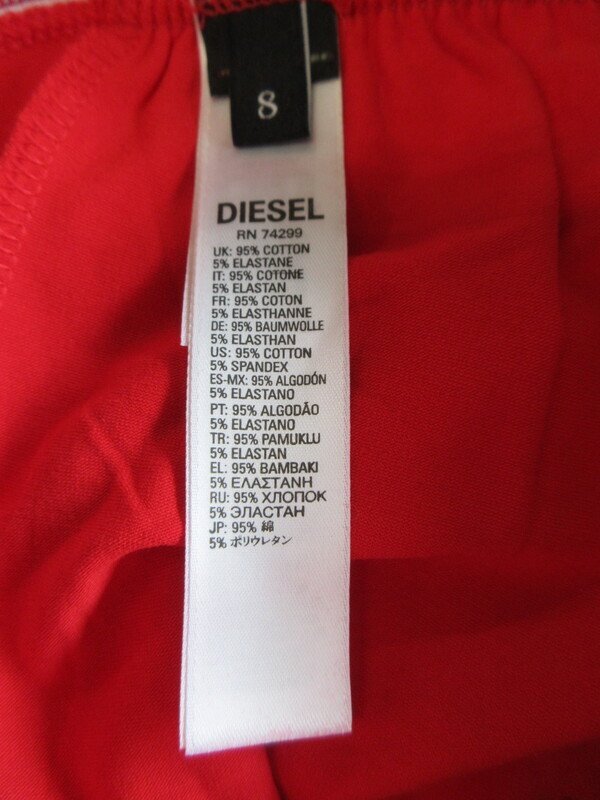 8
DIESEL
RN 74299
UK: 95% COTTON
5% ELASTANE
IT: 95% COTONE
5% ELASTAN
FR: 95% COTON
5% ELASTHANNE
DE: 95% BAUMWOLLE
5% ELASTHAN
US: 95% COTTON
5% SPANDEX
ES-MX: 95% ALGODÓN
5% ELASTANO
PT: 95% ALGODÃO
5% ELASTANO
TR: 95% PAMUKLU
5% ELASTAN
EL: 95% ΒΑΜΒΑΚΙ
5% ΕΛΑΣΤΑΝΗ
RU: 95% ХЛОПОК
5% ЭЛАСТАН
JP: 95% 綿
5% ポリウレタン